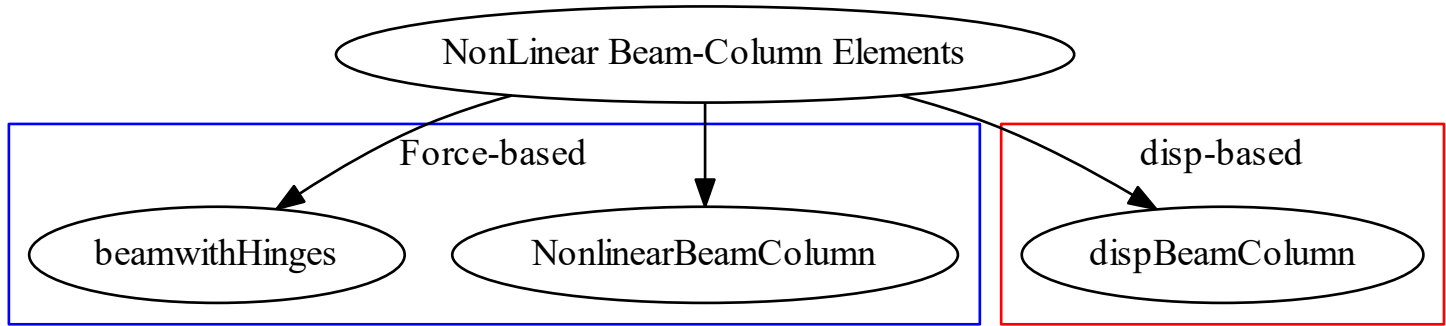 NonLinear Beam-Column Elements
Force-based
disp-based
beamwithHinges
NonlinearBeamColumn
dispBeamColumn